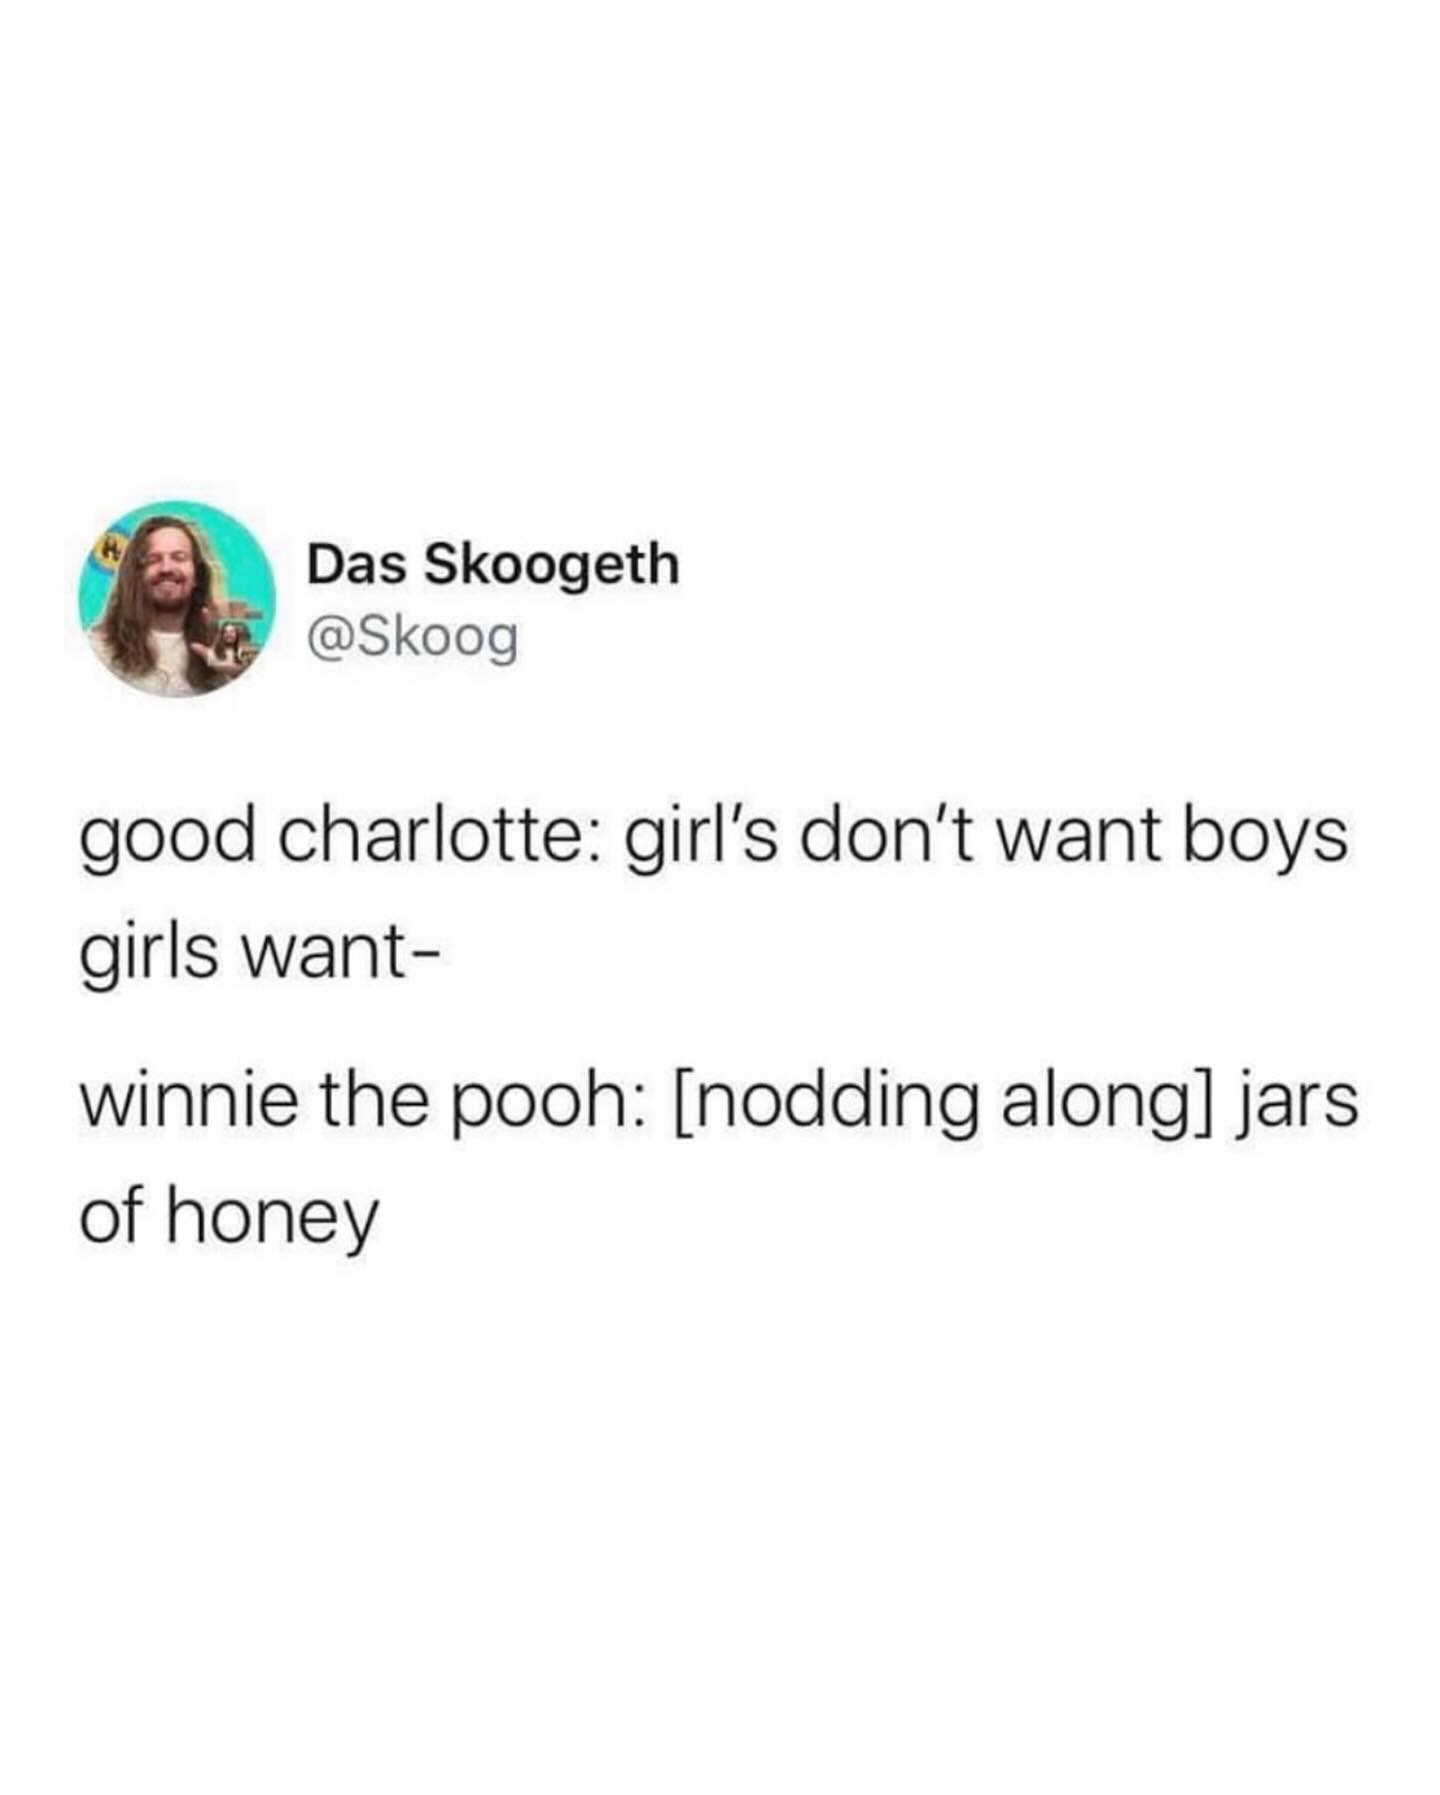 Das Skoogeth
@Skoog
good charlotte: girl’s don’t want boys
girls want-
winnie the pooh: [nodding along] jars
of honey